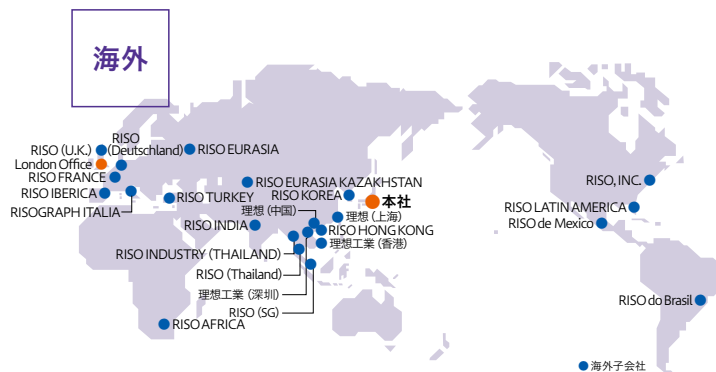 海外
RISO
RISO (U.K.)
(Deutschland)
RISO EURASIA
London Office
RISO FRANCE
RISO EURASIA KAZAKHSTAN
RISO, INC.
RISO IBERICA
RISO TURKEY
RISO KOREA
本社
RISOGRAPH ITALIA
理想（中国）
理想（上海）
RISO LATIN AMERICA
RISO INDIA
RISO HONG KONG
RISO de Mexico
理想工業（香港）
RISO INDUSTRY (THAILAND)
RISO (Thailand)
理想工業（深圳）
RISO (SG)
RISO do Brasil
RISO AFRICA
海外子会社